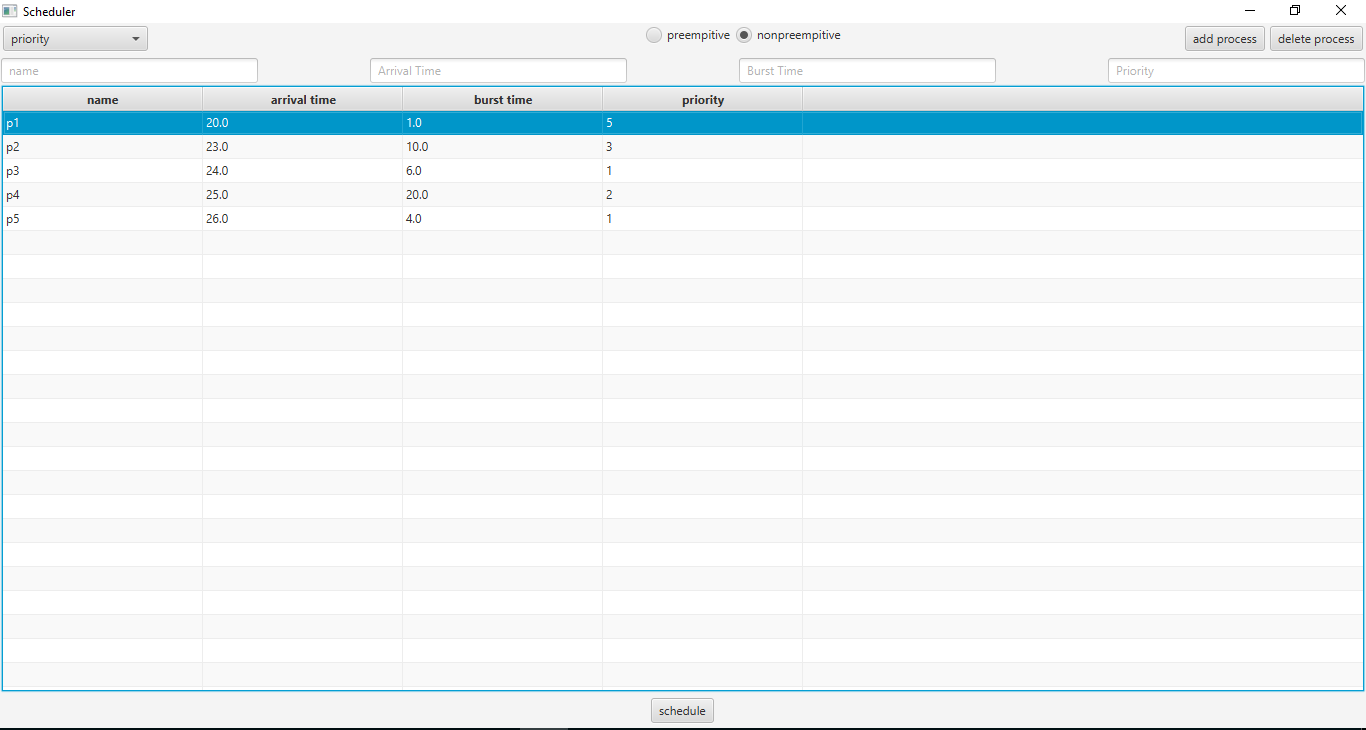 Scheduler
priority preempitive nonpreempitive add process delete process
name Arrival Time Burst Time Priority
name arrival time burst time priority
p1 20.0 1.0 5
p2 23.0 10.0 3
p3 24.0 6.0 1
p4 25.0 20.0 2
p5 26.0 4.0 1
schedule